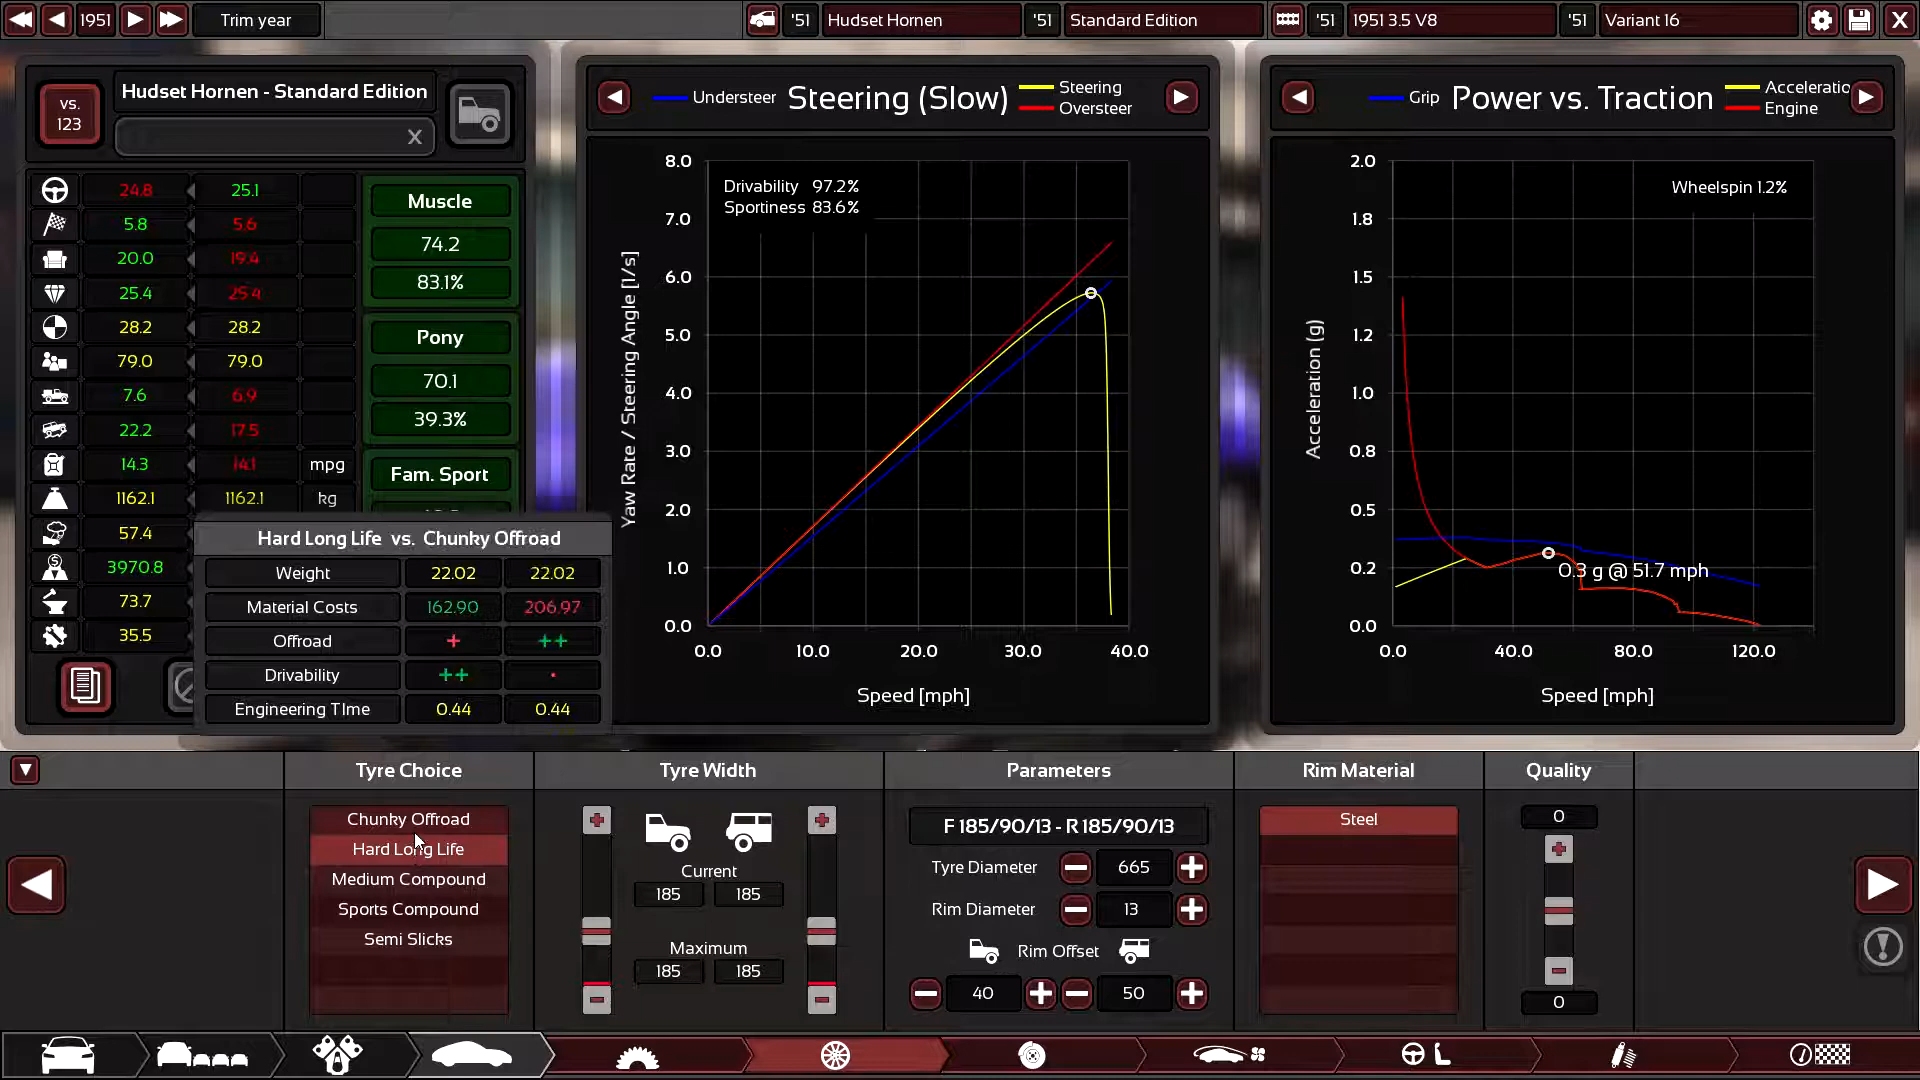 1951
Trim year
'51
Hudset Hornen
'51
Standard Edition
'51
1951 3.5 V8
'51
Variant 16
X
vs.
123
Hudset Hornen - Standard Edition
X
24.8 25.1
5.8 5.6
20.0 19.4
25.4 25.4
28.2 28.2
79.0 79.0
7.6 6.9
22.2 17.5
14.3 14.1 mpg
1162.1 1162.1 kg
57.4
3970.8
73.7
35.5
Muscle
74.2
83.1%
Pony
70.1
39.3%
Fam. Sport
Hard Long Life vs. Chunky Offroad
Weight 22.02 22.02
Material Costs 162.90 206.97
Offroad + ++
Drivability ++ .
Engineering TIme 0.44 0.44
Understeer
Steering (Slow)
Steering
Oversteer
Drivability 97.2%
Sportiness 83.6%
Yaw Rate / Steering Angle [1/s]
8.0
7.0
6.0
5.0
4.0
3.0
2.0
1.0
0.0
0.0 10.0 20.0 30.0 40.0
Speed [mph]
Grip
Power vs. Traction
Acceleratio
Engine
Wheelspin 1.2%
Acceleration (g)
2.0
1.8
1.5
1.2
1.0
0.8
0.5
0.2
0.0
0.3 g @ 51.7 mph
0.0 40.0 80.0 120.0
Speed [mph]
Tyre Choice
Chunky Offroad
Hard Long Life
Medium Compound
Sports Compound
Semi Slicks
Tyre Width
Current
185 185
Maximum
185 185
Parameters
F 185/90/13 - R 185/90/13
Tyre Diameter 665
Rim Diameter 13
Rim Offset
40 50
Rim Material
Steel
Quality
0
0